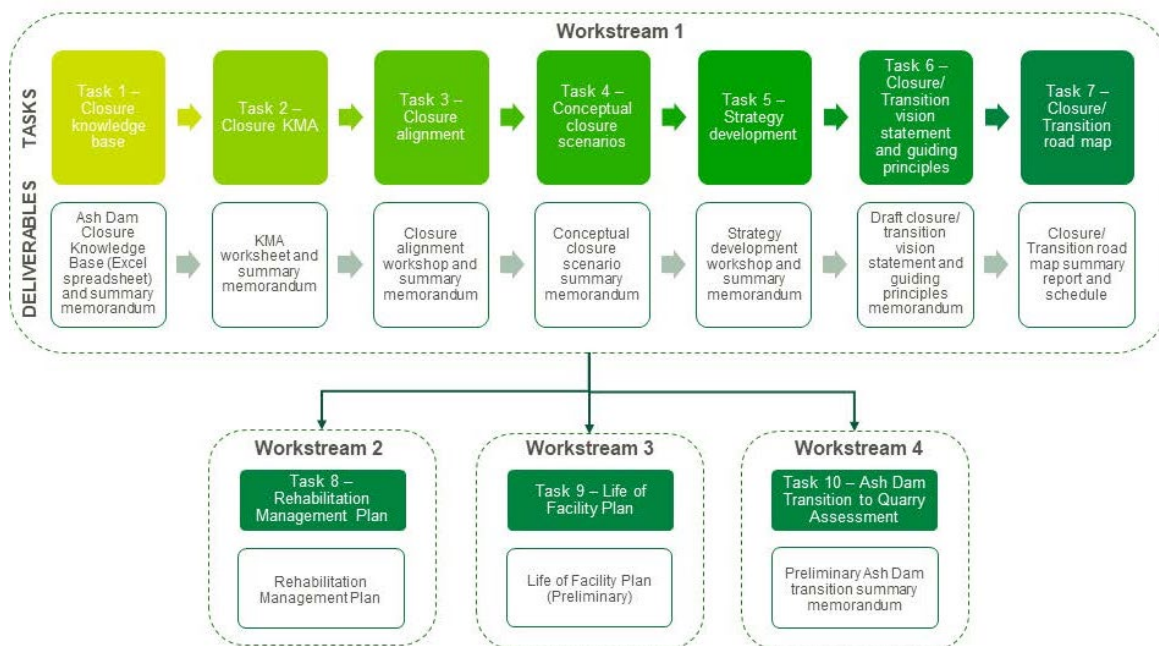 Workstream 1
TASKS
Task 1 –
Closure
knowledge
base
Task 2 –
Closure KMA
Task 3 –
Closure
alignment
Task 4 –
Conceptual
closure
scenarios
Task 5 –
Strategy
development
Task 6 –
Closure/
Transition
vision
statement
and guiding
principles
Task 7 –
Closure/
Transition
road map
DELIVERABLES
Ash Dam
Closure
Knowledge
Base (Excel
spreadsheet)
and summary
memorandum
KMA
worksheet and
summary
memorandum
Closure
alignment
workshop and
summary
memorandum
Conceptual
closure
scenario
summary
memorandum
Strategy
development
workshop and
summary
memorandum
Draft closure/
transition
vision
statement and
guiding
principles
memorandum
Closure/
Transition road
map summary
report and
schedule
Workstream 2
Task 8 –
Rehabilitation
Management Plan
Rehabilitation
Management Plan
Workstream 3
Task 9 – Life of
Facility Plan
Life of Facility Plan
(Preliminary)
Workstream 4
Task 10 – Ash Dam
Transition to Quarry
Assessment
Preliminary Ash Dam
transition summary
memorandum